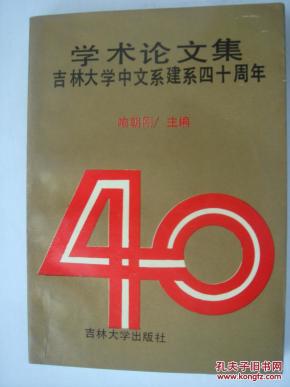 学术论文集
吉林大学中文系建系四十周年
喻朝刚/主编
40
吉林大学出版社
孔夫子旧书网